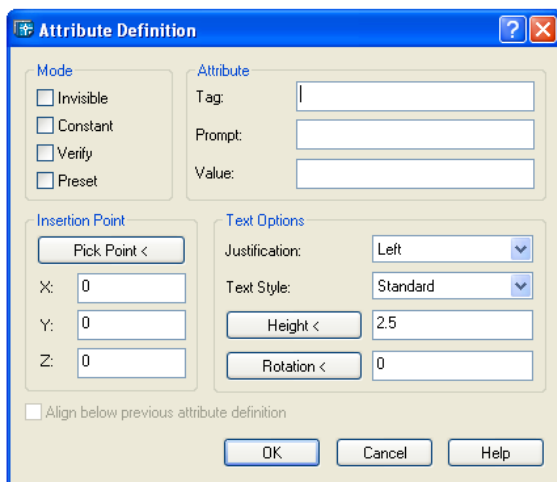 Attribute Definition
Mode
Invisible
Constant
Verify
Preset
Attribute
Tag:
Prompt:
Value:
Insertion Point
Pick Point <
X: 0
Y: 0
Z: 0
Text Options
Justification: Left
Text Style: Standard
Height < 2.5
Rotation < 0
Align below previous attribute definition
OK Cancel Help